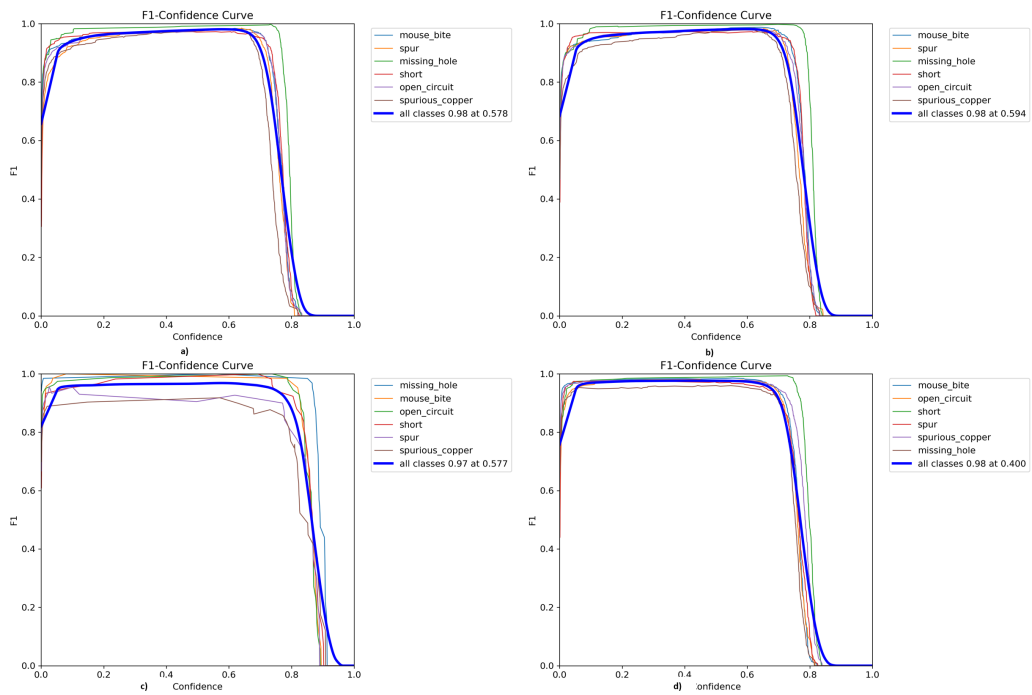 F1-Confidence Curve
1.0
0.8
0.6
0.4
0.2
0.0
F1
0.0 0.2 0.4 0.6 0.8 1.0
Confidence
mouse_bite
spur
missing_hole
short
open_circuit
spurious_copper
all classes 0.98 at 0.578
a)
F1-Confidence Curve
1.0
0.8
0.6
0.4
0.2
0.0
F1
0.0 0.2 0.4 0.6 0.8 1.0
Confidence
mouse_bite
spur
missing_hole
short
open_circuit
spurious_copper
all classes 0.98 at 0.594
b)
F1-Confidence Curve
1.0
0.8
0.6
0.4
0.2
0.0
F1
0.0 0.2 0.4 0.6 0.8 1.0
Confidence
missing_hole
mouse_bite
open_circuit
short
spur
spurious_copper
all classes 0.97 at 0.577
c)
F1-Confidence Curve
1.0
0.8
0.6
0.4
0.2
0.0
F1
0.0 0.2 0.4 0.6 0.8 1.0
Confidence
mouse_bite
open_circuit
short
spur
spurious_copper
missing_hole
all classes 0.98 at 0.400
d)